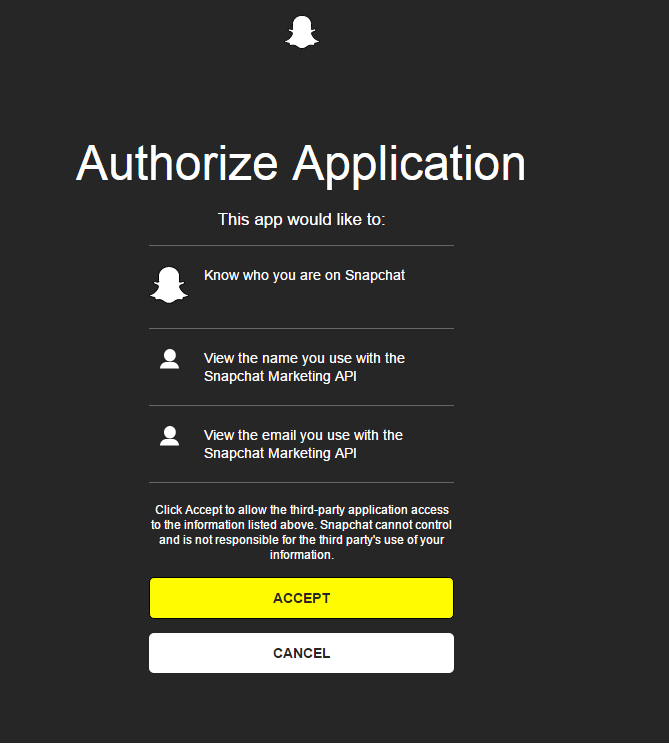 Authorize Application
This app would like to:
Know who you are on Snapchat
View the name you use with the
Snapchat Marketing API
View the email you use with the
Snapchat Marketing API
Click Accept to allow the third-party application access
to the information listed above. Snapchat cannot control
and is not responsible for the third party's use of your
information.
ACCEPT
CANCEL